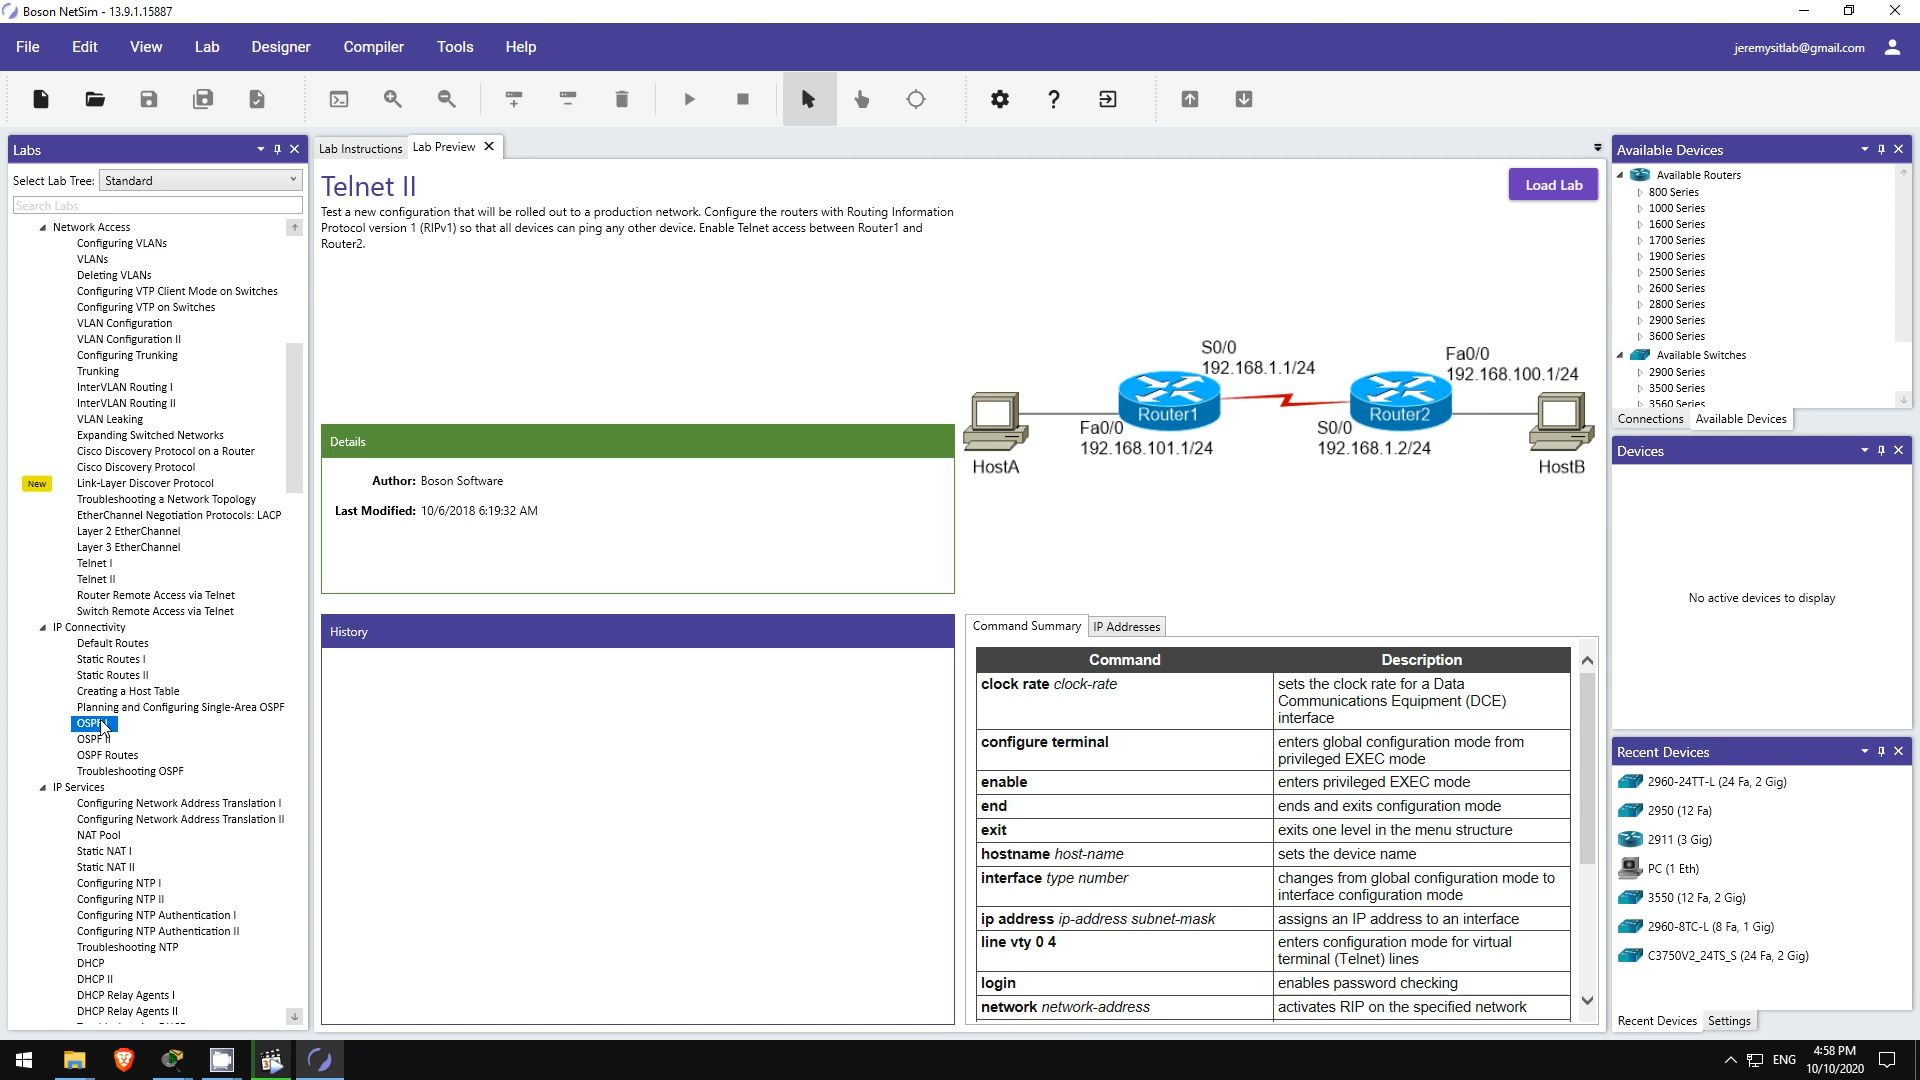 Boson NetSim - 13.9.1.15887
File Edit View Lab Designer Compiler Tools Help
jeremysitlab@gmail.com
Labs
Select Lab Tree: Standard
Search Labs
Network Access
Configuring VLANs
VLANs
Deleting VLANs
Configuring VTP Client Mode on Switches
Configuring VTP on Switches
VLAN Configuration
VLAN Configuration II
Configuring Trunking
Trunking
InterVLAN Routing I
InterVLAN Routing II
VLAN Leaking
Expanding Switched Networks
Cisco Discovery Protocol on a Router
Cisco Discovery Protocol
New Link-Layer Discover Protocol
Troubleshooting a Network Topology
EtherChannel Negotiation Protocols: LACP
Layer 2 EtherChannel
Layer 3 EtherChannel
Telnet I
Telnet II
Router Remote Access via Telnet
Switch Remote Access via Telnet
IP Connectivity
Default Routes
Static Routes I
Static Routes II
Creating a Host Table
Planning and Configuring Single-Area OSPF
OSPF I
OSPF II
OSPF Routes
Troubleshooting OSPF
IP Services
Configuring Network Address Translation I
Configuring Network Address Translation II
NAT Pool
Static NAT I
Static NAT II
Configuring NTP I
Configuring NTP II
Configuring NTP Authentication I
Configuring NTP Authentication II
Troubleshooting NTP
DHCP
DHCP II
DHCP Relay Agents I
DHCP Relay Agents II
Lab Instructions Lab Preview
Telnet II
Load Lab
Test a new configuration that will be rolled out to a production network. Configure the routers with Routing Information
Protocol version 1 (RIPv1) so that all devices can ping any other device. Enable Telnet access between Router1 and
Router2.
Details
Author: Boson Software
Last Modified: 10/6/2018 6:19:32 AM
History
S0/0
192.168.1.1/24
Fa0/0
192.168.100.1/24
Router1
Router2
Fa0/0
192.168.101.1/24
S0/0
192.168.1.2/24
HostA
HostB
Command Summary IP Addresses
Command Description
clock rate clock-rate sets the clock rate for a Data
Communications Equipment (DCE)
interface
configure terminal enters global configuration mode from
privileged EXEC mode
enable enters privileged EXEC mode
end ends and exits configuration mode
exit exits one level in the menu structure
hostname host-name sets the device name
interface type number changes from global configuration mode to
interface configuration mode
ip address ip-address subnet-mask assigns an IP address to an interface
line vty 0 4 enters configuration mode for virtual
terminal (Telnet) lines
login enables password checking
network network-address activates RIP on the specified network
Available Devices
Available Routers
800 Series
1000 Series
1600 Series
1700 Series
1900 Series
2500 Series
2600 Series
2800 Series
2900 Series
3600 Series
Available Switches
2900 Series
3500 Series
3560 Series
Connections Available Devices
Devices
No active devices to display
Recent Devices
2960-24TT-L (24 Fa, 2 Gig)
2950 (12 Fa)
2911 (3 Gig)
PC (1 Eth)
3550 (12 Fa, 2 Gig)
2960-8TC-L (8 Fa, 1 Gig)
C3750V2_24TS_S (24 Fa, 2 Gig)
Recent Devices Settings
ENG
4:58 PM
10/10/2020